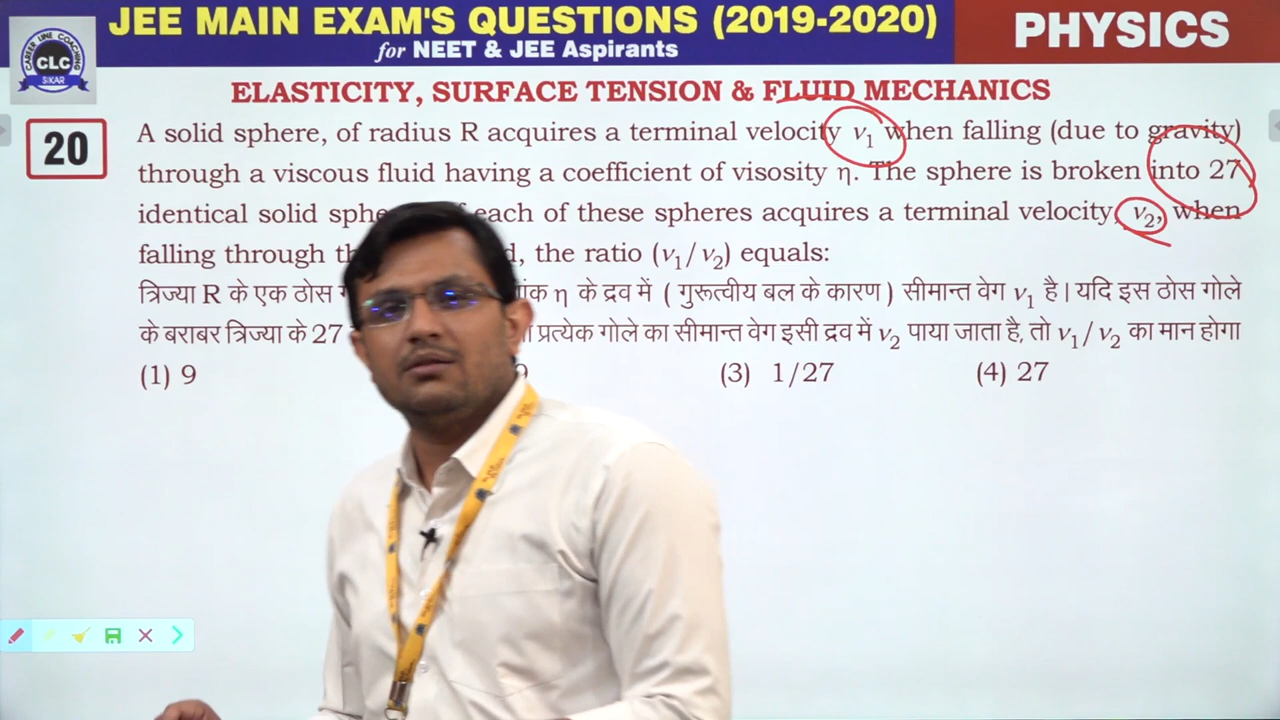 JEE MAIN EXAM'S QUESTIONS (2019-2020)
for NEET & JEE Aspirants
PHYSICS
CAREER LINE COACHING
CLC
SIKAR
ELASTICITY, SURFACE TENSION & FLUID MECHANICS
20
A solid sphere, of radius R acquires a terminal velocity v₁ when falling (due to gravity)
through a viscous fluid having a coefficient of visosity η. The sphere is broken into 27
identical solid each of these spheres acquires a terminal velocity, v₂, when
falling through the ratio (v₁/v₂) equals:
त्रिज्या R के एक ठोस η के द्रव में ( गुरूत्वीय बल के कारण ) सीमान्त वेग v₁ है। यदि इस ठोस गोले
के बराबर त्रिज्या के 27 प्रत्येक गोले का सीमान्त वेग इसी द्रव में v₂ पाया जाता है, तो v₁/v₂ का मान होगा
(1) 9 (3) 1/27 (4) 27